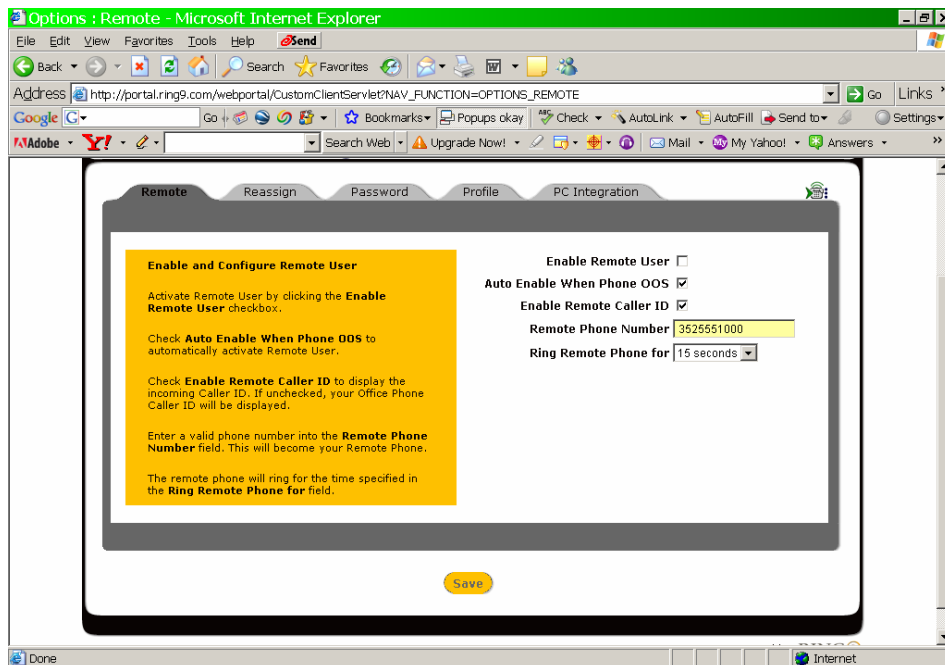 Options : Remote - Microsoft Internet Explorer
File Edit View Favorites Tools Help Send
Back Search Favorites
Address http://portal.ring9.com/webportal/CustomClientServlet?NAV_FUNCTION=OPTIONS_REMOTE Go Links »
Google G Go Bookmarks Popups okay Check AutoLink AutoFill Send to Settings
Adobe Y! Search Web Upgrade Now! Mail My Yahoo! Answers »
Remote Reassign Password Profile PC Integration
Enable and Configure Remote User
Activate Remote User by clicking the Enable
Remote User checkbox.
Check Auto Enable When Phone OOS to
automatically activate Remote User.
Check Enable Remote Caller ID to display the
incoming Caller ID. If unchecked, your Office Phone
Caller ID will be displayed.
Enter a valid phone number into the Remote Phone
Number field. This will become your Remote Phone.
The remote phone will ring for the time specified in
the Ring Remote Phone for field.
Enable Remote User
Auto Enable When Phone OOS
Enable Remote Caller ID
Remote Phone Number 3525551000
Ring Remote Phone for 15 seconds
Save
Done Internet